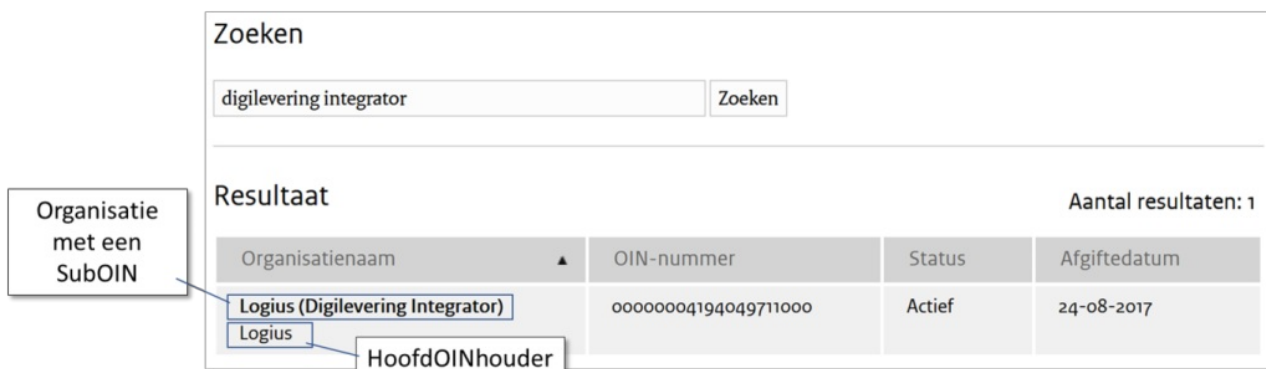 Zoeken
digilevering integrator
Zoeken
Resultaat
Aantal resultaten: 1
Organisatie
met een
SubOIN
Organisatienaam ▲ OIN-nummer Status Afgiftedatum
Logius (Digilevering Integrator) 00000004194049711000 Actief 24-08-2017
Logius
HoofdOINhouder